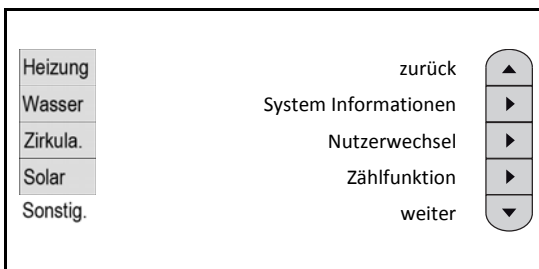 Heizung zurück
Wasser System Informationen
Zirkula. Nutzerwechsel
Solar Zählfunktion
Sonstig. weiter